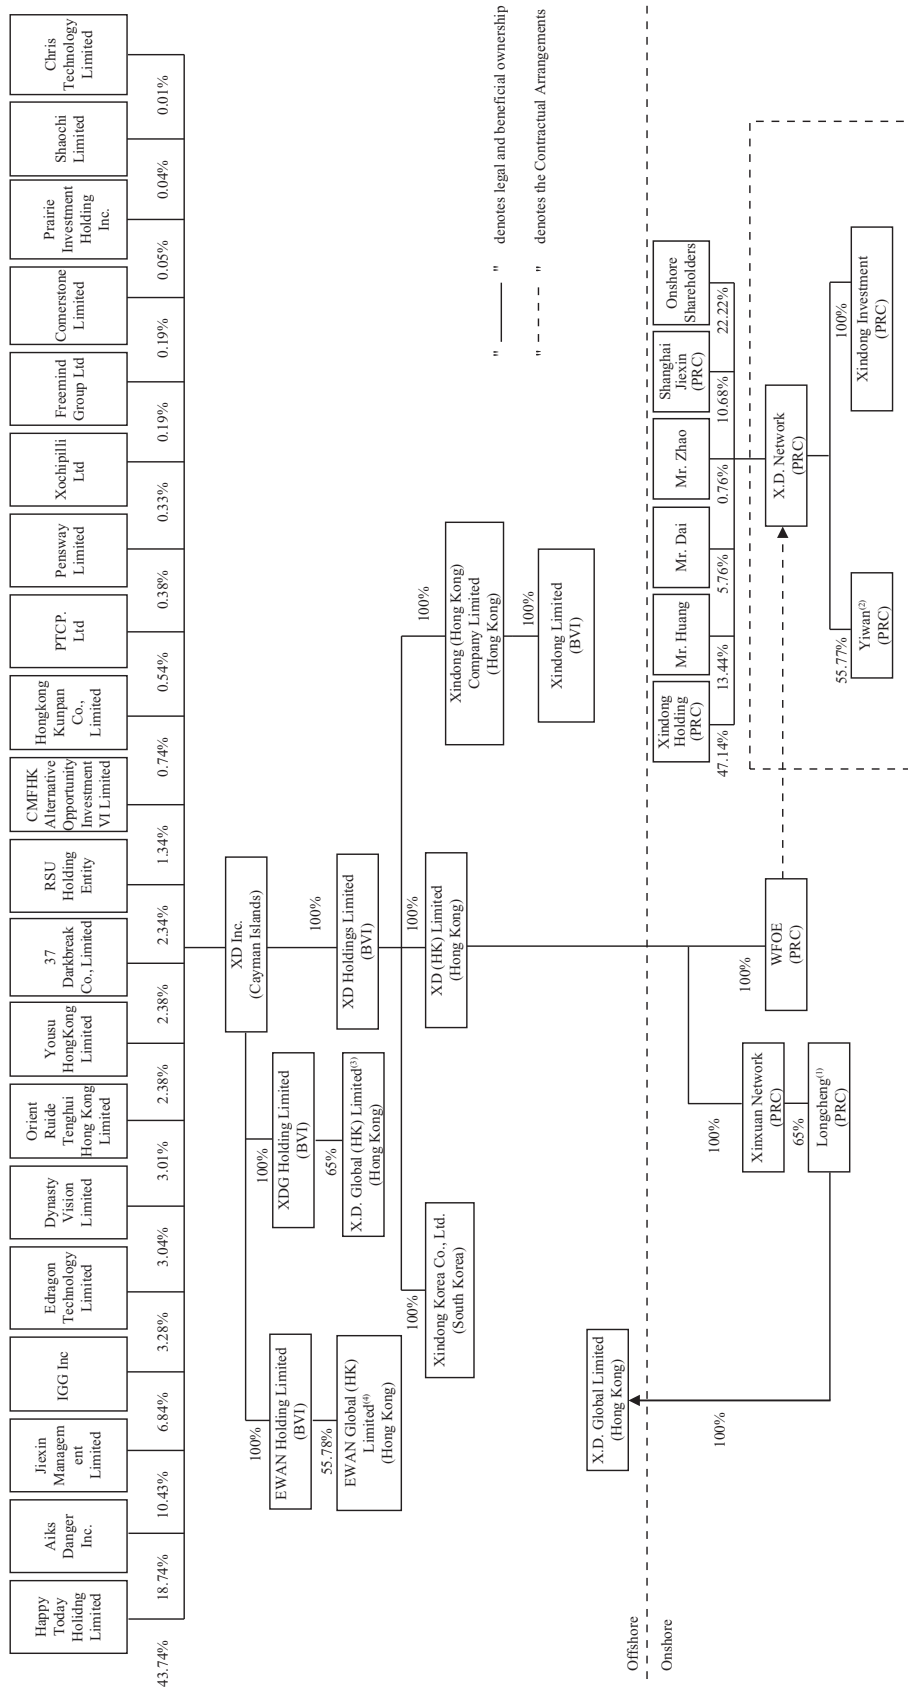 Happy
Today
Holidng
Limited
Aiks
Danger
Inc.
Jiexin
Managem
ent
Limited
IGG Inc
Edragon
Technology
Limited
Dynasty
Vision
Limited
Orient
Ruide
Tenghui
Hong Kong
Limited
Yousu
HongKong
Limited
37
Darkbreak
Co., Limited
RSU
Holding
Entity
CMFHK
Alternative
Opportunity
Investment
VI Limited
Hongkong
Kunpan
Co.,
Limited
PTCP.
Ltd
Pensway
Limited
Xochipilli
Ltd
Freemind
Group Ltd
Cornerstone
Limited
Prairie
Investment
Holding
Inc.
Shaochi
Limited
Chris
Technology
Limited
43.74%
18.74%
10.43%
6.84%
3.28%
3.04%
3.01%
2.38%
2.38%
2.34%
1.34%
0.74%
0.54%
0.38%
0.33%
0.19%
0.19%
0.05%
0.04%
0.01%
XD Inc.
(Cayman Islands)
100%
100%
100%
EWAN Holding Limited
(BVI)
XDG Holding Limited
(BVI)
XD Holdings Limited
(BVI)
55.78%
65%
EWAN Global (HK)
Limited(4)
(Hong Kong)
X.D. Global (HK) Limited(3)
(Hong Kong)
100%
100%
100%
Xindong Korea Co., Ltd.
(South Korea)
XD (HK) Limited
(Hong Kong)
Xindong (Hong Kong)
Company Limited
(Hong Kong)
100%
Xindong Limited
(BVI)
" " denotes legal and beneficial ownership
" " denotes the Contractual Arrangements
X.D. Global Limited
(Hong Kong)
Offshore
Onshore
Xindong
Holding
(PRC)
Mr. Huang
Mr. Dai
Mr. Zhao
Shanghai
Jiexin
(PRC)
Onshore
Shareholders
47.14%
13.44%
5.76%
0.76%
10.68%
22.22%
100%
100%
100%
Xinxuan Network
(PRC)
WFOE
(PRC)
X.D. Network
(PRC)
65%
Longcheng(1)
(PRC)
55.77%
100%
Yiwan(2)
(PRC)
Xindong Investment
(PRC)